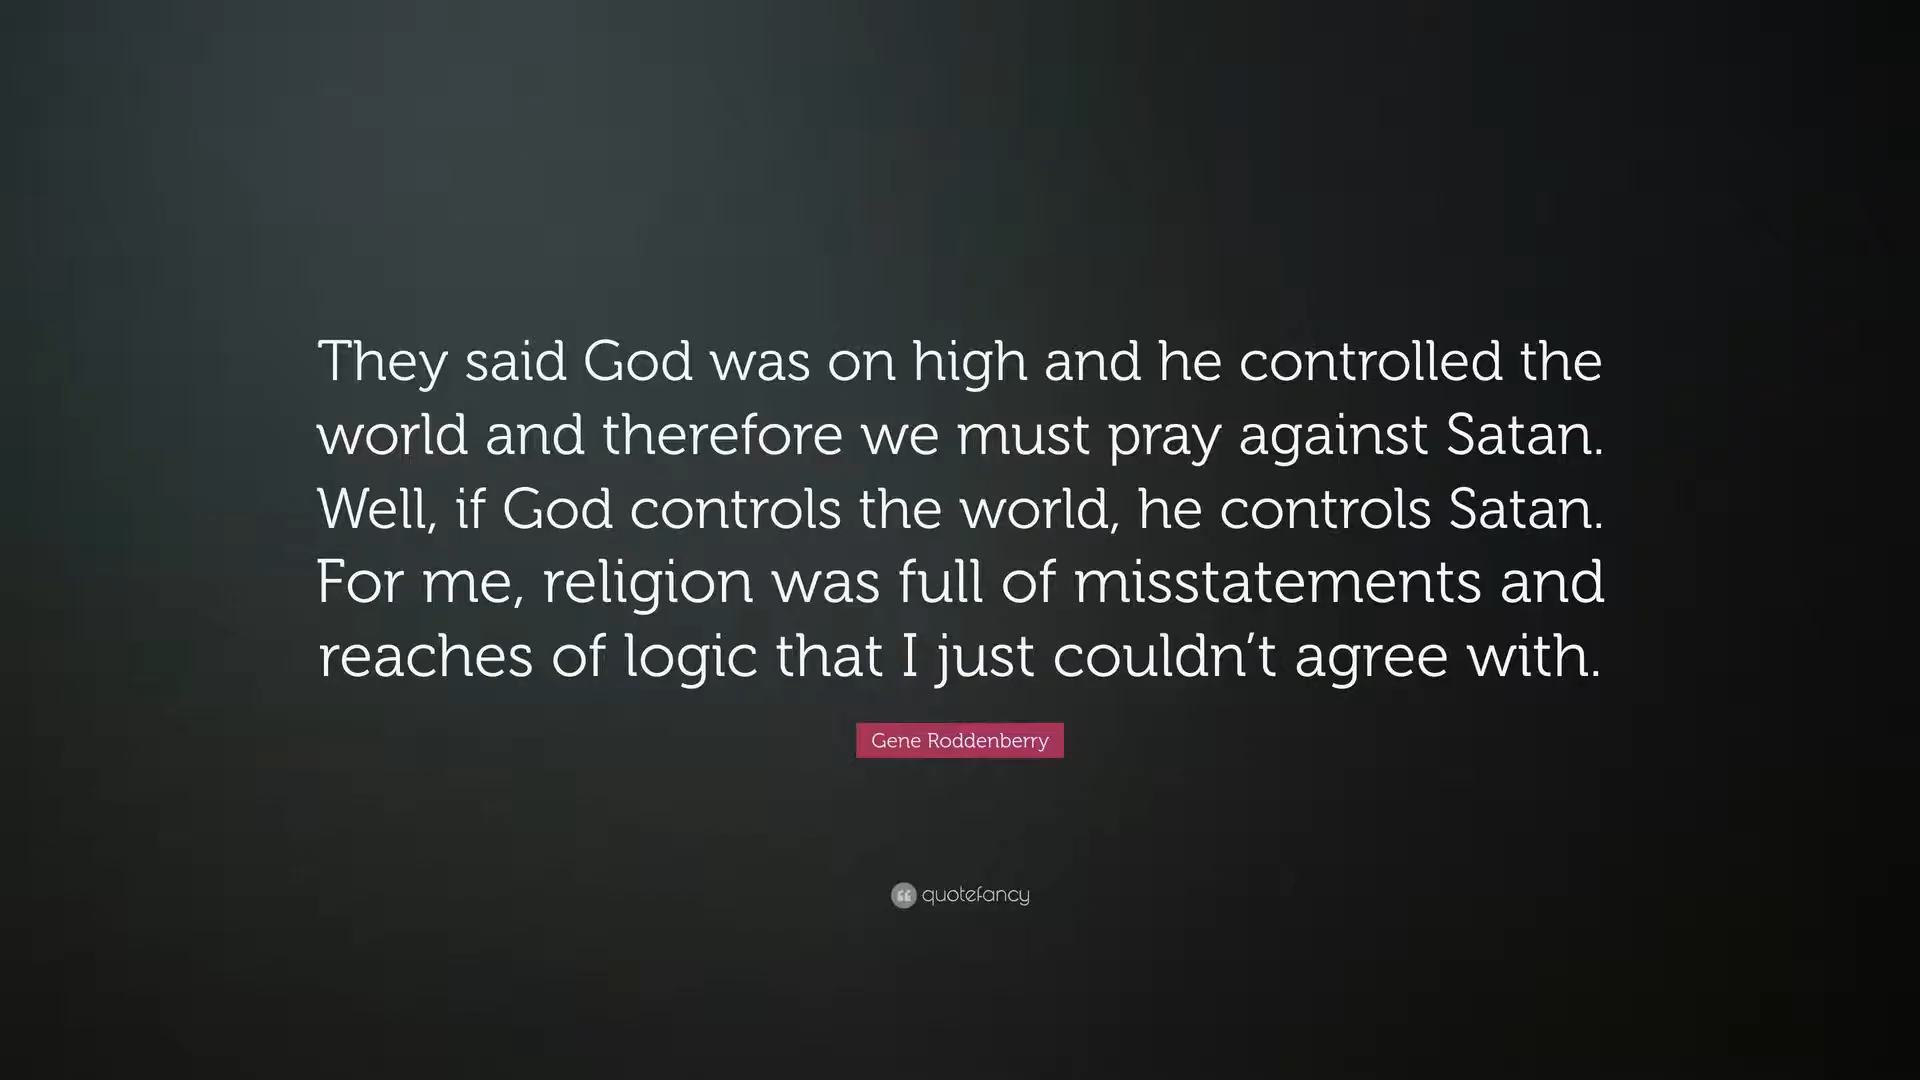 They said God was on high and he controlled the
world and therefore we must pray against Satan.
Well, if God controls the world, he controls Satan.
For me, religion was full of misstatements and
reaches of logic that I just couldn’t agree with.
Gene Roddenberry
quotefancy